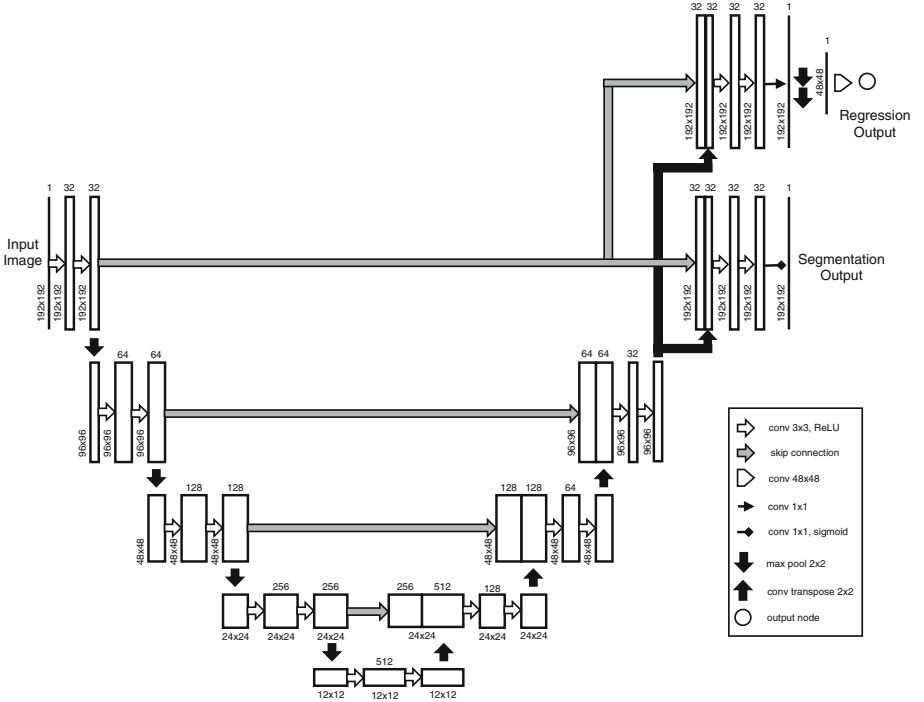 32 32 32 32 1
1
192x192 192x192 192x192 192x192
48x48
Regression
Output
1 32 32
32 32 32 32 1
Input
Image
Segmentation
Output
192x192 192x192 192x192
192x192 192x192 192x192 192x192
64 64
64 64 32
96x96 96x96 96x96
96x96 96x96 96x96
128 128
128 128 64
48x48 48x48 48x48
48x48 48x48 48x48
256 256 256 512 128
24x24 24x24 24x24 24x24 24x24 24x24
512
12x12 12x12 12x12
conv 3x3, ReLU
skip connection
conv 48x48
conv 1x1
conv 1x1, sigmoid
max pool 2x2
conv transpose 2x2
output node